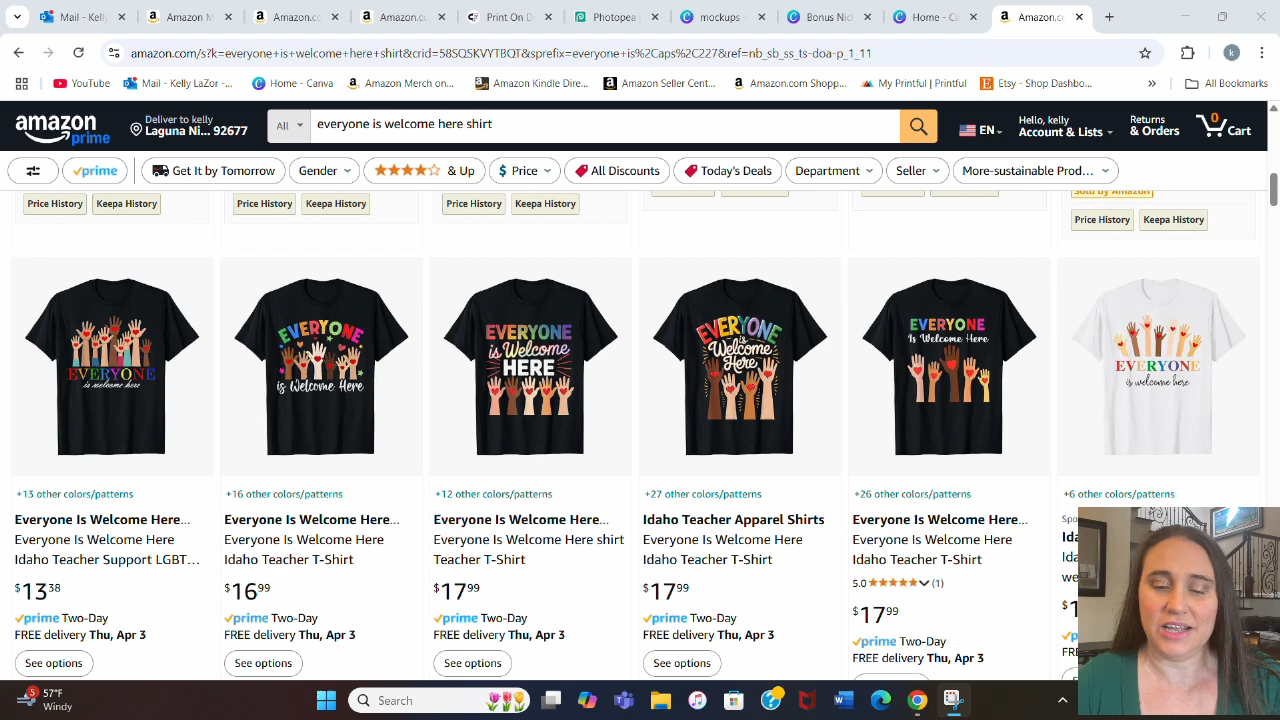 Mail - Kelly
Amazon M
Amazon.co
Amazon.co
Print On D
Photopea
mockups
Bonus Nic
Home - Ca
Amazon.co
amazon.com/s?k=everyone+is+welcome+here+shirt&crid=58SQSKVYTBQT&sprefix=everyone+is%2Caps%2C227&ref=nb_sb_ss_ts-doa-p_1_11
k
YouTube
Mail - Kelly LaZor -...
Home - Canva
Amazon Merch on...
Amazon Kindle Dire...
Amazon Seller Cent...
Amazon.com Shopp...
My Printful | Printful
Etsy - Shop Dashbo...
»
All Bookmarks
amazon
prime
Deliver to kelly
Laguna Ni... 92677
All
everyone is welcome here shirt
EN
Hello, kelly
Account & Lists
Returns
& Orders
0
Cart
prime
Get It by Tomorrow
Gender
& Up
$ Price
All Discounts
Today's Deals
Department
Seller
More-sustainable Prod...
Sold by Amazon
Price History
Keepa History
Price History
Keepa History
Price History
Keepa History
Price History
Keepa History
EVERYONE
is welcome here
EVERYONE
is Welcome Here
EVERYONE
is Welcome
HERE
EVERYONE
is
Welcome
Here
EVERYONE
Is Welcome Here
EVERYONE
is welcome here
+13 other colors/patterns
+16 other colors/patterns
+12 other colors/patterns
+27 other colors/patterns
+26 other colors/patterns
+6 other colors/patterns
Everyone Is Welcome Here...
Everyone Is Welcome Here
Idaho Teacher Support LGBT...
$13 38
prime Two-Day
FREE delivery Thu, Apr 3
See options
Everyone Is Welcome Here...
Everyone Is Welcome Here
Idaho Teacher T-Shirt
$16 99
prime Two-Day
FREE delivery Thu, Apr 3
See options
Everyone Is Welcome Here...
Everyone Is Welcome Here shirt
Teacher T-Shirt
$17 99
prime Two-Day
FREE delivery Thu, Apr 3
See options
Idaho Teacher Apparel Shirts
Everyone Is Welcome Here
Idaho Teacher T-Shirt
$17 99
prime Two-Day
FREE delivery Thu, Apr 3
See options
Everyone Is Welcome Here...
Everyone Is Welcome Here
Idaho Teacher T-Shirt
5.0 (1)
$17 99
prime Two-Day
FREE delivery Thu, Apr 3
5
57°F
Windy
Search